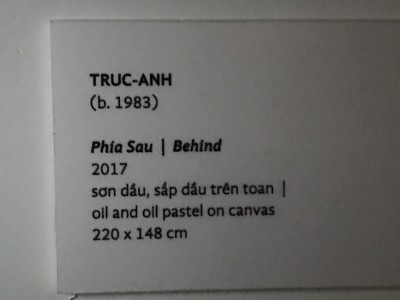 TRUC-ANH
(b. 1983)
Phía Sau | Behind
2017
sơn dầu, sắp dầu trên toan |
oil and oil pastel on canvas
220 x 148 cm